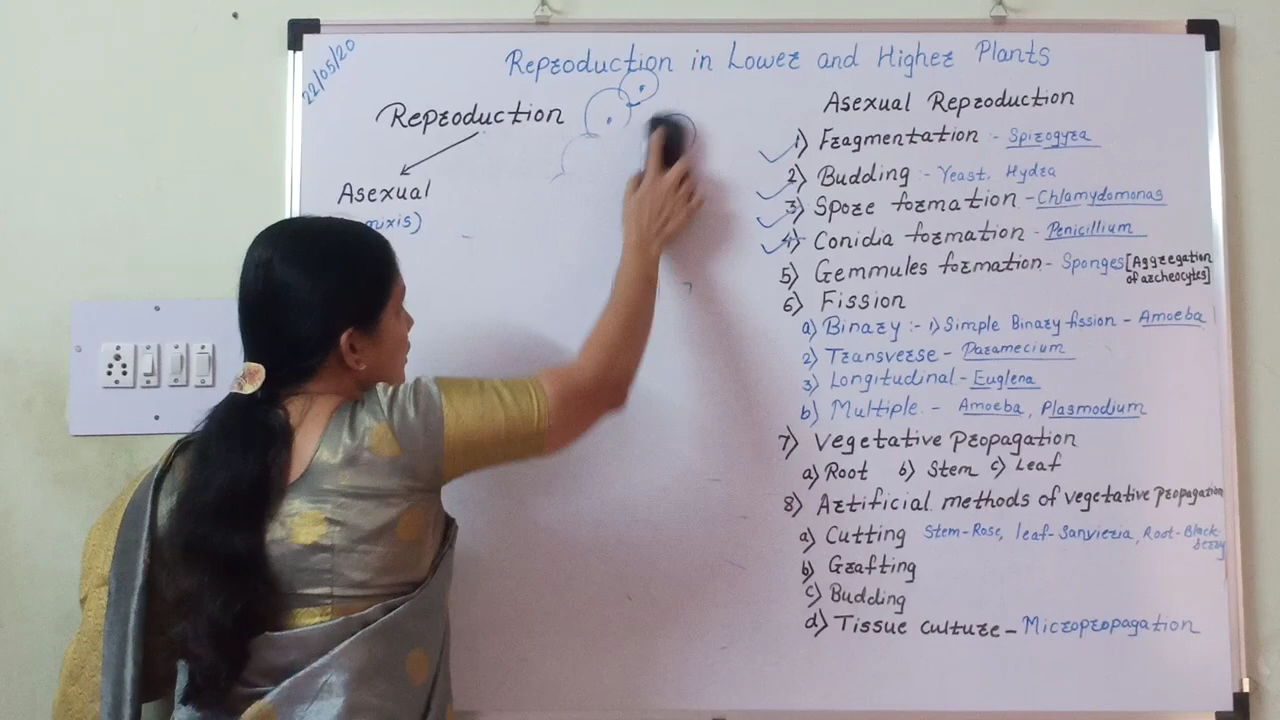 22/05/20
Reproduction in Lower and Higher Plants
Reproduction
Asexual
mixis)
Asexual Reproduction
1) Fragmentation :- Spirogyra
2) Budding :- Yeast, Hydra
3) Spore formation - Chlamydomonas
4) Conidia formation - Penicillium
5) Gemmules formation - Sponges [Aggregation
of archeocytes]
6) Fission
a) Binary :- 1) Simple Binary fission - Amoeba
2) Transverse - Paramecium
3) Longitudinal - Euglena
b) Multiple - Amoeba, Plasmodium
7) Vegetative Propagation
a) Root b) Stem c) Leaf
8) Artificial methods of vegetative propagation
a) Cutting Stem-Rose, leaf-Sanvieria, Root-Black
berry
b) Grafting
c) Budding
d) Tissue culture - Micropropagation